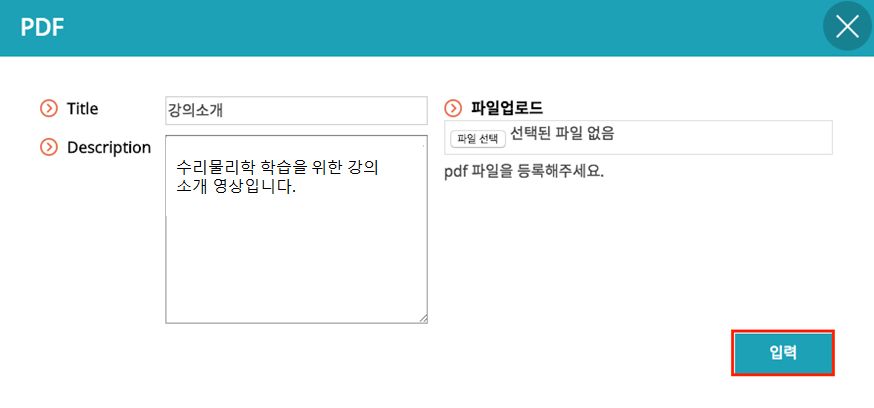 PDF
Title
강의소개
Description
수리물리학 학습을 위한 강의
소개 영상입니다.
파일업로드
파일 선택 선택된 파일 없음
pdf 파일을 등록해주세요.
입력